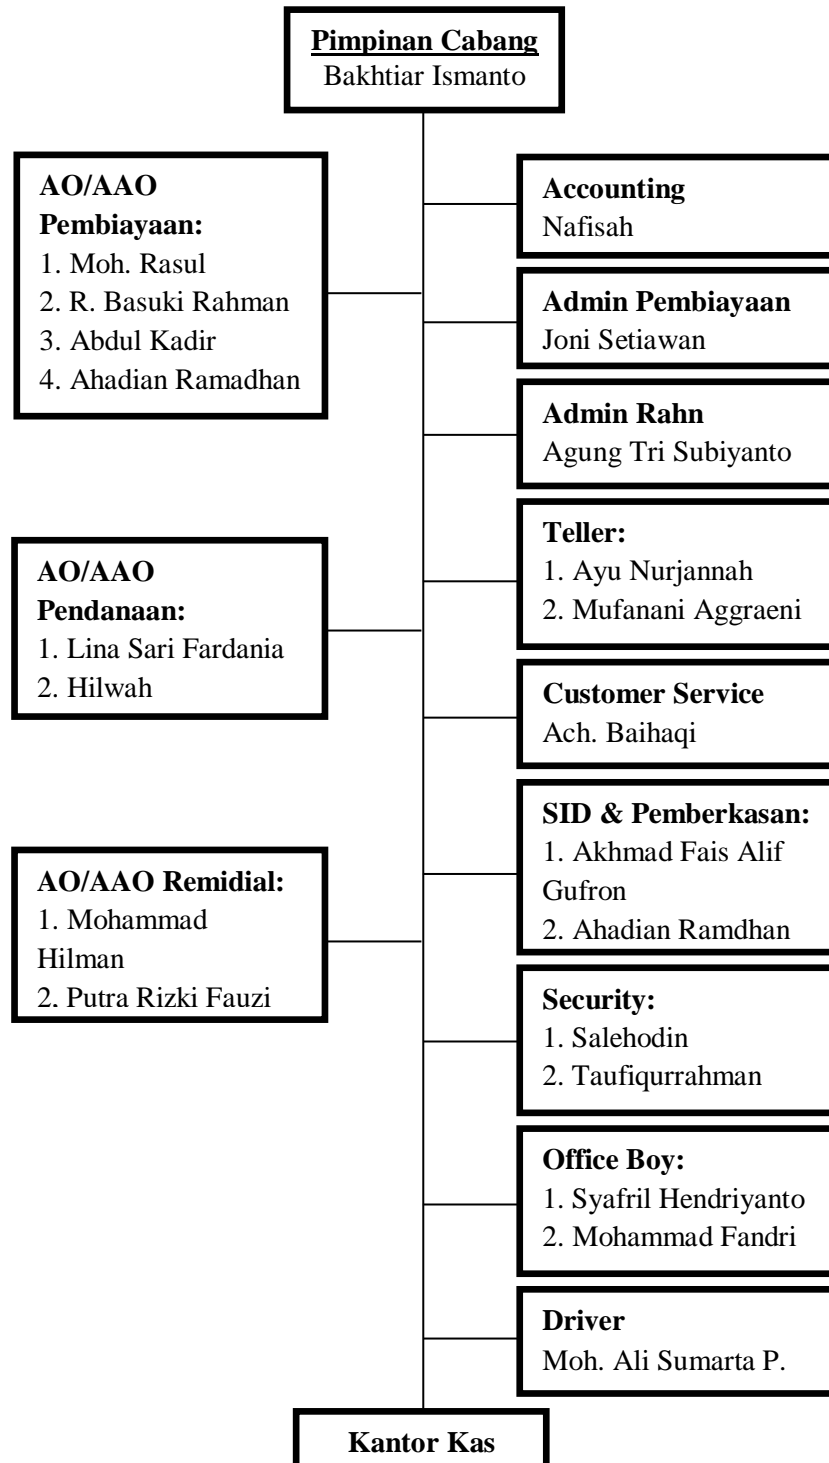 Pimpinan Cabang
Bakhtiar Ismanto
AO/AAO
Pembiayaan:
1. Moh. Rasul
2. R. Basuki Rahman
3. Abdul Kadir
4. Ahadian Ramadhan
AO/AAO
Pendanaan:
1. Lina Sari Fardania
2. Hilwah
AO/AAO Remidial:
1. Mohammad
Hilman
2. Putra Rizki Fauzi
Accounting
Nafisah
Admin Pembiayaan
Joni Setiawan
Admin Rahn
Agung Tri Subiyanto
Teller:
1. Ayu Nurjannah
2. Mufanani Aggraeni
Customer Service
Ach. Baihaqi
SID & Pemberkasan:
1. Akhmad Fais Alif
Gufron
2. Ahadian Ramdhan
Security:
1. Salehodin
2. Taufiqurrahman
Office Boy:
1. Syafril Hendriyanto
2. Mohammad Fandri
Driver
Moh. Ali Sumarta P.
Kantor Kas